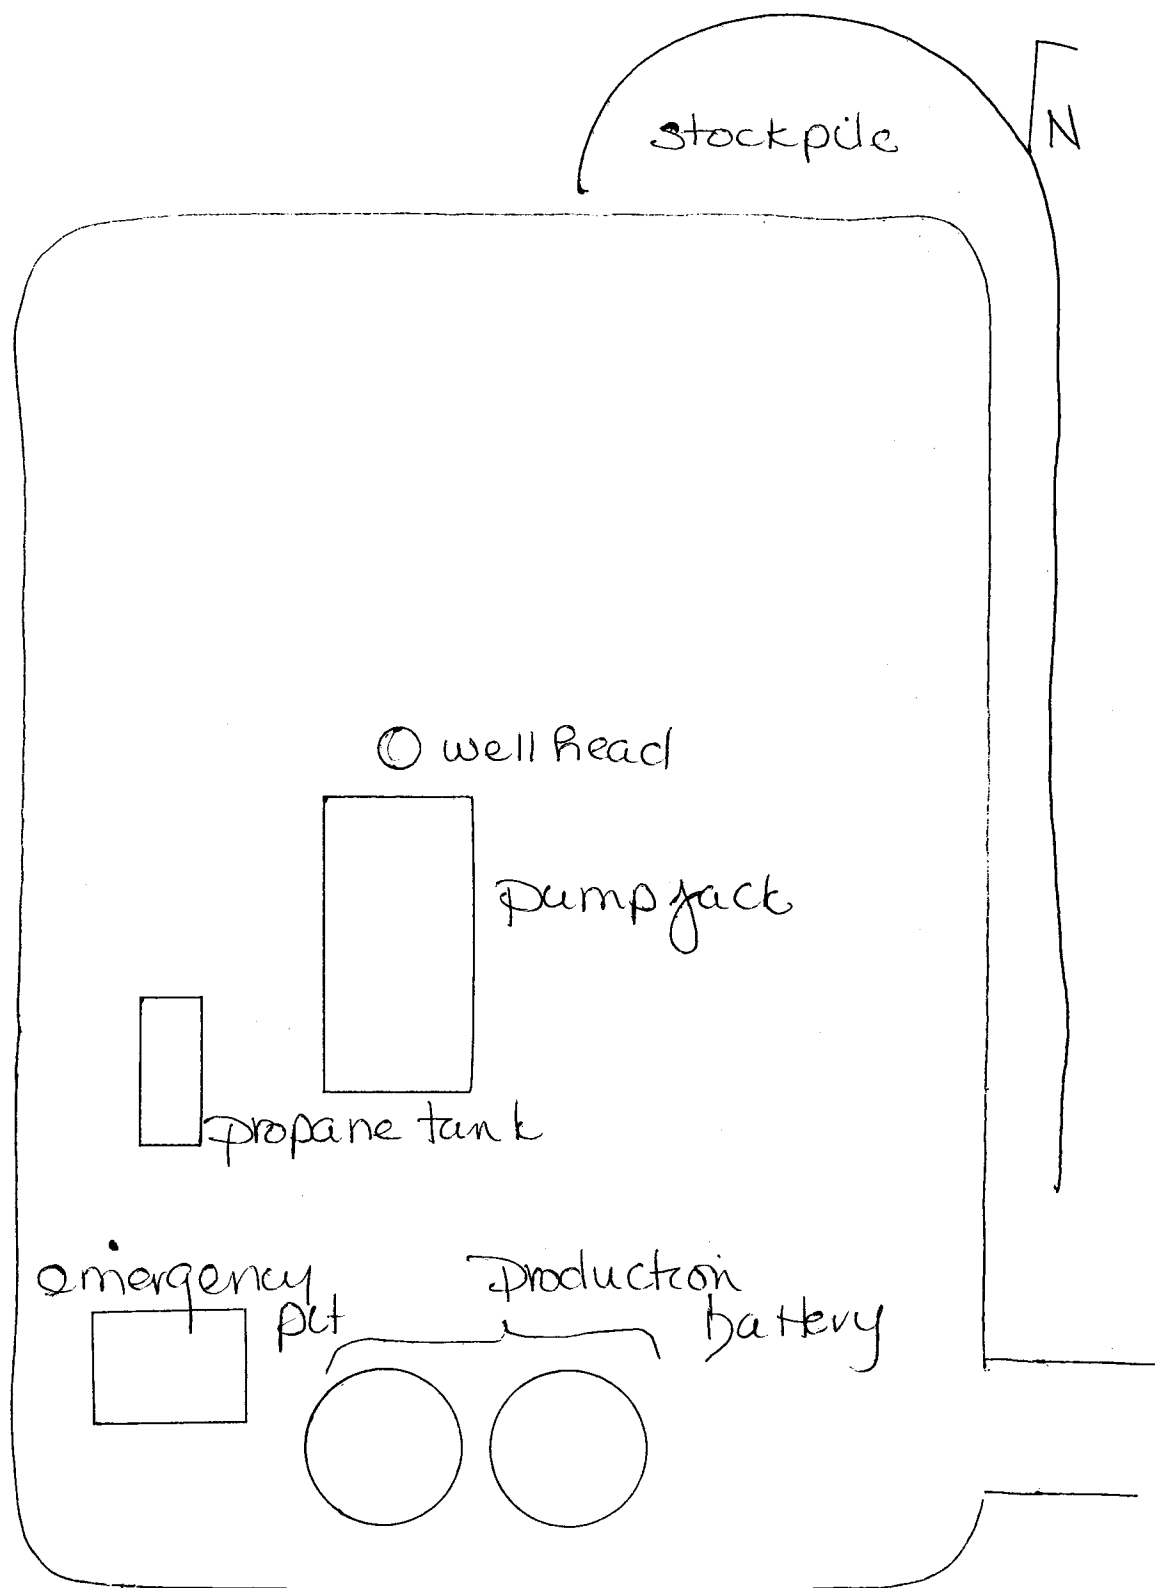 stockpile
N
well head
pump jack
propane tank
emergency
pit
production
battery